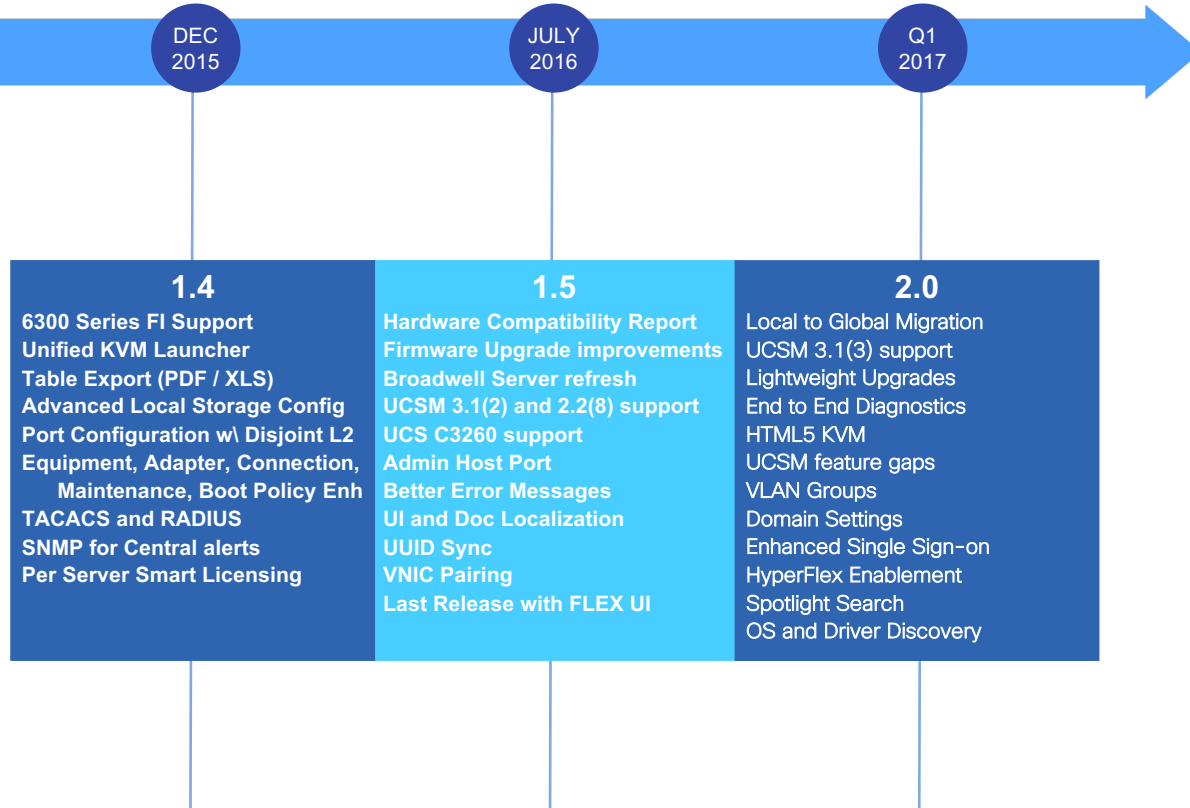 DEC
2015
JULY
2016
Q1
2017
1.4
6300 Series FI Support
Unified KVM Launcher
Table Export (PDF / XLS)
Advanced Local Storage Config
Port Configuration w\ Disjoint L2
Equipment, Adapter, Connection,
Maintenance, Boot Policy Enh
TACACS and RADIUS
SNMP for Central alerts
Per Server Smart Licensing
1.5
Hardware Compatibility Report
Firmware Upgrade improvements
Broadwell Server refresh
UCSM 3.1(2) and 2.2(8) support
UCS C3260 support
Admin Host Port
Better Error Messages
UI and Doc Localization
UUID Sync
VNIC Pairing
Last Release with FLEX UI
2.0
Local to Global Migration
UCSM 3.1(3) support
Lightweight Upgrades
End to End Diagnostics
HTML5 KVM
UCSM feature gaps
VLAN Groups
Domain Settings
Enhanced Single Sign-on
HyperFlex Enablement
Spotlight Search
OS and Driver Discovery